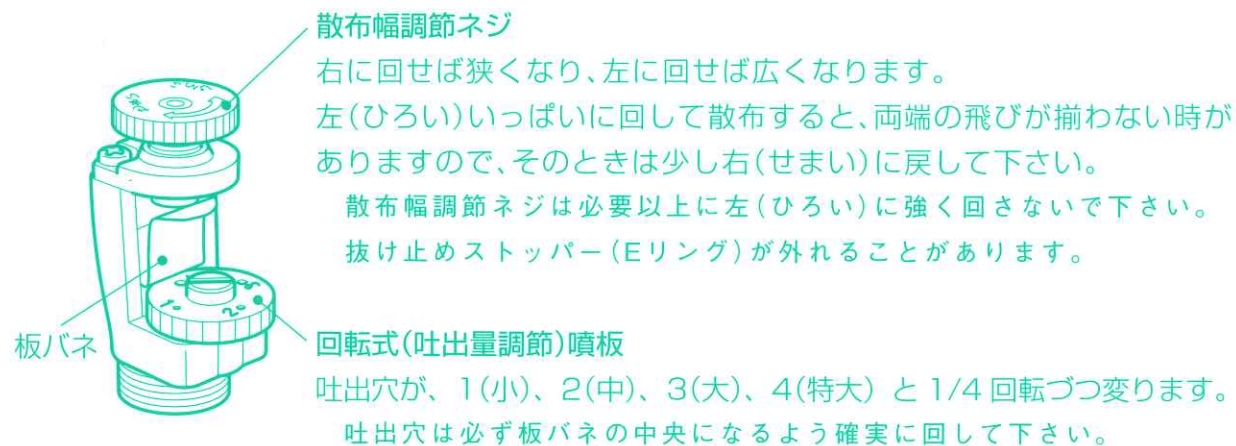 散布幅調節ネジ
右に回せば狭くなり、左に回せば広くなります。
左(ひろい)いっぱいに回して散布すると、両端の飛びが揃わない時が
ありますので、そのときは少し右(せまい)に戻して下さい。
散布幅調節ネジは必要以上に左(ひろい)に強く回さないで下さい。
抜け止めストッパー(Eリング)が外れることがあります。
1
2
板バネ
回転式(吐出量調節)噴板
吐出穴が、1(小)、2(中)、3(大)、4(特大) と 1/4 回転づつ変ります。
吐出穴は必ず板バネの中央になるよう確実に回して下さい。